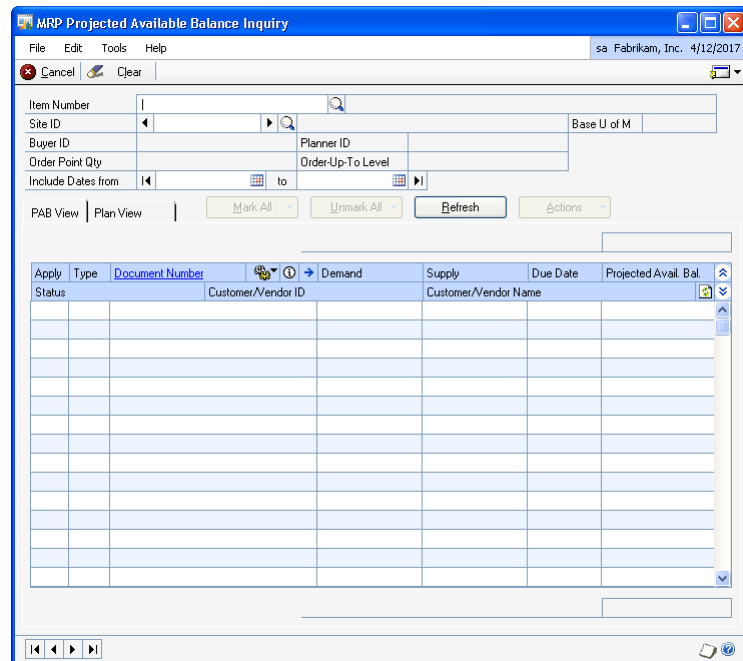 MRP Projected Available Balance Inquiry
File Edit Tools Help sa Fabrikam, Inc. 4/12/2017
Cancel Clear
Item Number
Site ID Base U of M
Buyer ID Planner ID
Order Point Qty Order-Up-To Level
Include Dates from to
PAB View Plan View Mark All Unmark All Refresh Actions
Apply Type Document Number Demand Supply Due Date Projected Avail. Bal.
Status Customer/Vendor ID Customer/Vendor Name